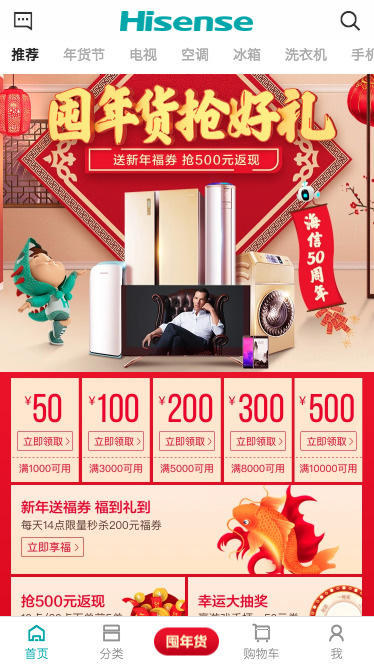 Hisense
推荐 年货节 电视 空调 冰箱 洗衣机 手机
囤年货抢好礼
送新年福券 抢500元返现
海信50周年
¥50 ¥100 ¥200 ¥300 ¥500
立即领取> 立即领取> 立即领取> 立即领取> 立即领取>
满1000可用 满3000可用 满5000可用 满8000可用 满10000可用
新年送福券 福到礼到
每天14点限量秒杀200元福券
立即享福>
抢500元返现 幸运大抽奖
首页 分类 囤年货 购物车 我